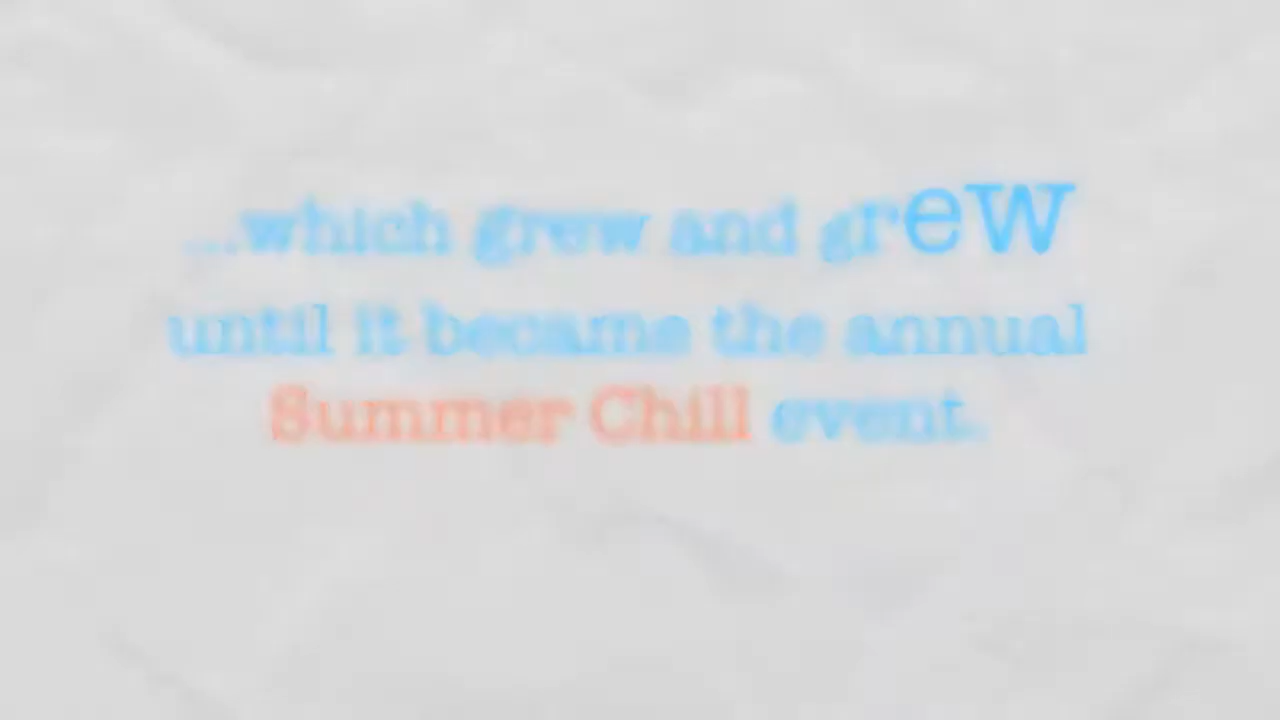 ...which grew and grew
until it became the annual
Summer Chill event.